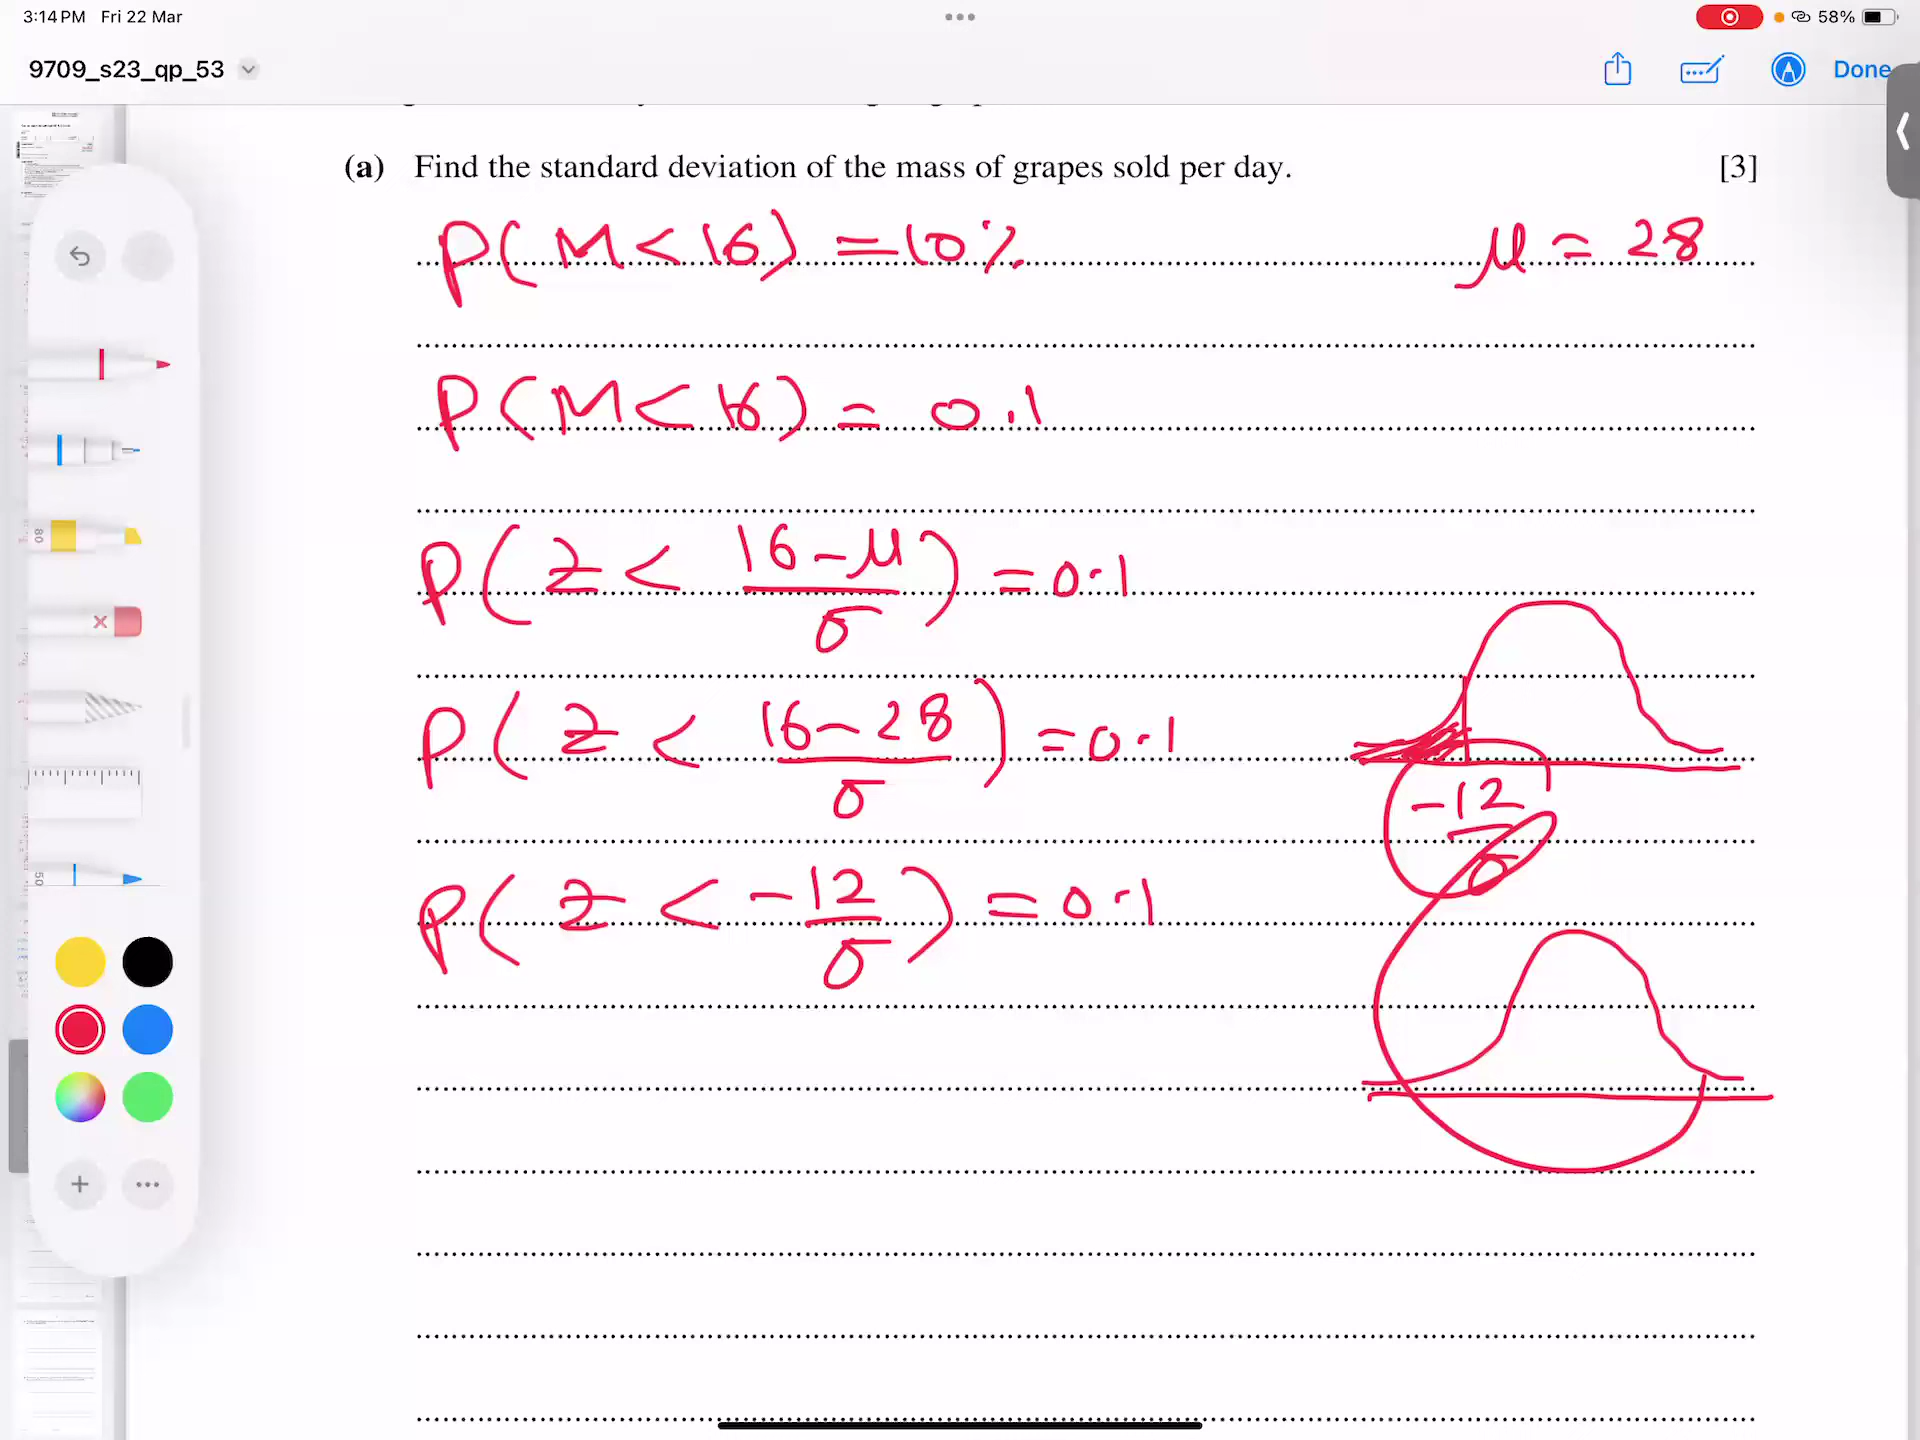 3:14 PM Fri 22 Mar
58%
9709_s23_qp_53
Done
(a) Find the standard deviation of the mass of grapes sold per day. [3]
P(M < 16) = 10% μ = 28
P(M < 16) = 0.1
P(Z < (16 - μ)/σ) = 0.1
P(Z < (16 - 28)/σ) = 0.1
-12/σ
P(Z < -12/σ) = 0.1
80
50